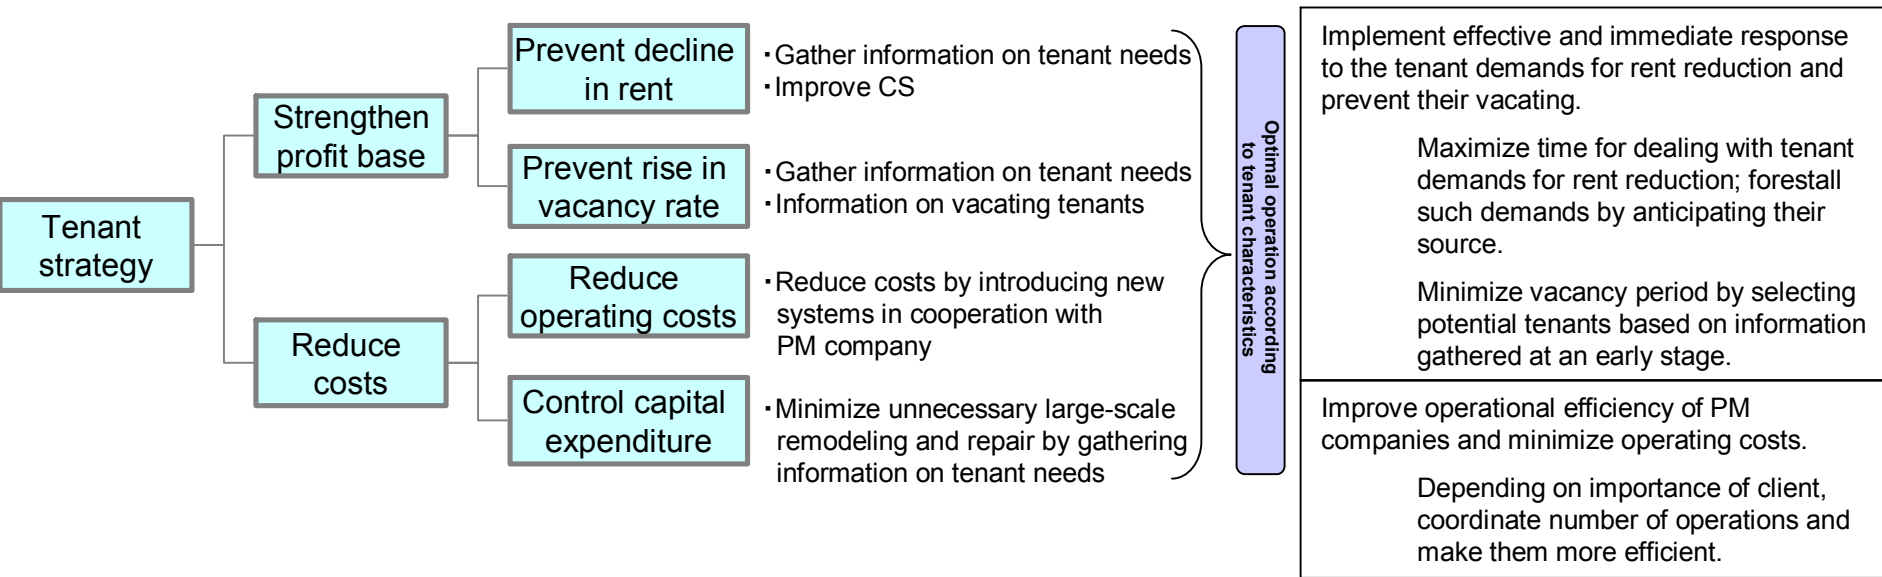 Tenant
strategy
Strengthen
profit base
Reduce
costs
Prevent decline
in rent
・Gather information on tenant needs
・Improve CS
Prevent rise in
vacancy rate
・Gather information on tenant needs
・Information on vacating tenants
Reduce
operating costs
・Reduce costs by introducing new
systems in cooperation with
PM company
Control capital
expenditure
・Minimize unnecessary large-scale
remodeling and repair by gathering
information on tenant needs
Optimal operation according
to tenant characteristics
Implement effective and immediate response
to the tenant demands for rent reduction and
prevent their vacating.
Maximize time for dealing with tenant
demands for rent reduction; forestall
such demands by anticipating their
source.
Minimize vacancy period by selecting
potential tenants based on information
gathered at an early stage.
Improve operational efficiency of PM
companies and minimize operating costs.
Depending on importance of client,
coordinate number of operations and
make them more efficient.